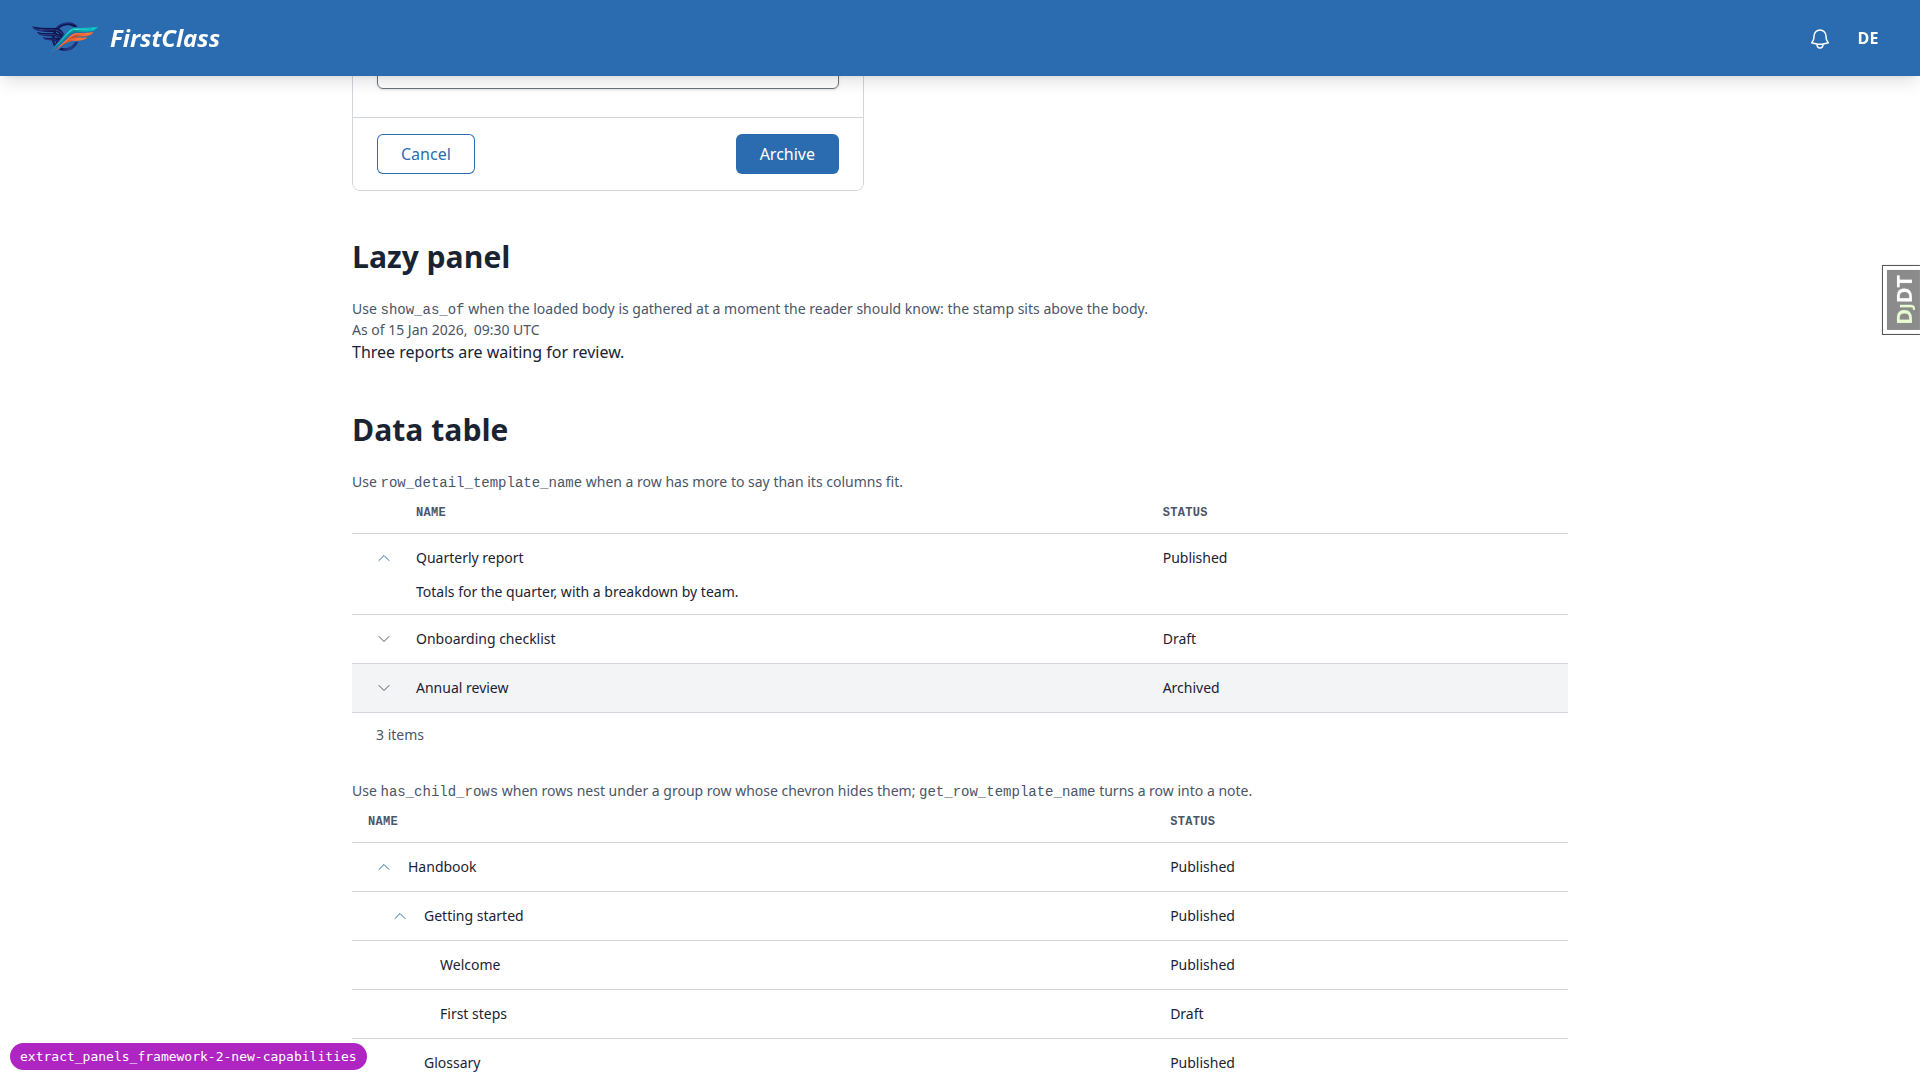 FirstClass
DE
Cancel
Archive
Lazy panel
Use show_as_of when the loaded body is gathered at a moment the reader should know: the stamp sits above the body.
As of 15 Jan 2026, 09:30 UTC
Three reports are waiting for review.
DjDT
Data table
Use row_detail_template_name when a row has more to say than its columns fit.
NAME STATUS
Quarterly report Published
Totals for the quarter, with a breakdown by team.
Onboarding checklist Draft
Annual review Archived
3 items
Use has_child_rows when rows nest under a group row whose chevron hides them; get_row_template_name turns a row into a note.
NAME STATUS
Handbook Published
Getting started Published
Welcome Published
First steps Draft
Glossary Published
extract_panels_framework-2-new-capabilities